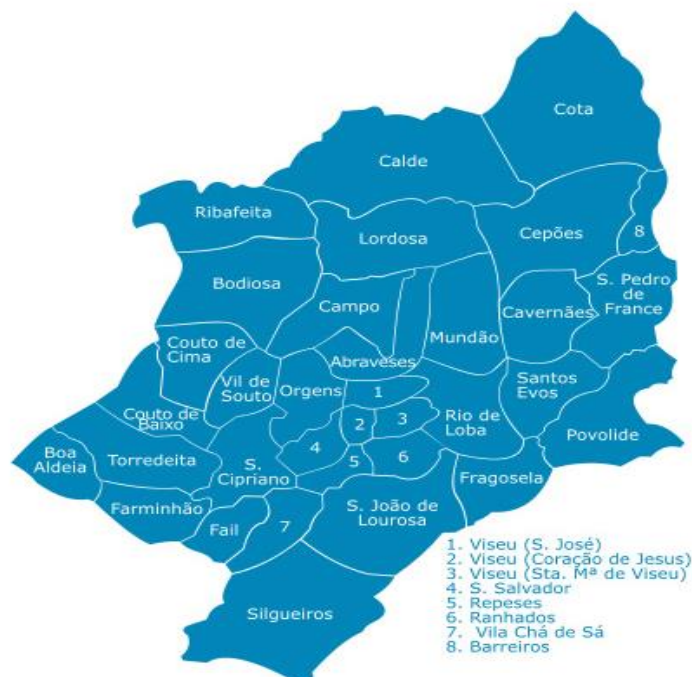 Cota
Calde
Ribafeita
Lordosa
Cepões
8
Bodiosa
S. Pedro
de
France
Campo
Cavernães
Mundão
Couto de
Cima
Abraveses
Vil de
Souto
Orgens
1
Santos
Evos
Couto de
Baixo
2
3
Rio de
Loba
Povolide
Boa
Aldeia
Torredeita
4
5
6
S.
Cipriano
Fragosela
Farminhão
Fail
7
S. João de
Lourosa
Silgueiros
1. Viseu (S. José)
2. Viseu (Coração de Jesus)
3. Viseu (Sta. Mª de Viseu)
4. S. Salvador
5. Repeses
6. Ranhados
7. Vila Chá de Sá
8. Barreiros